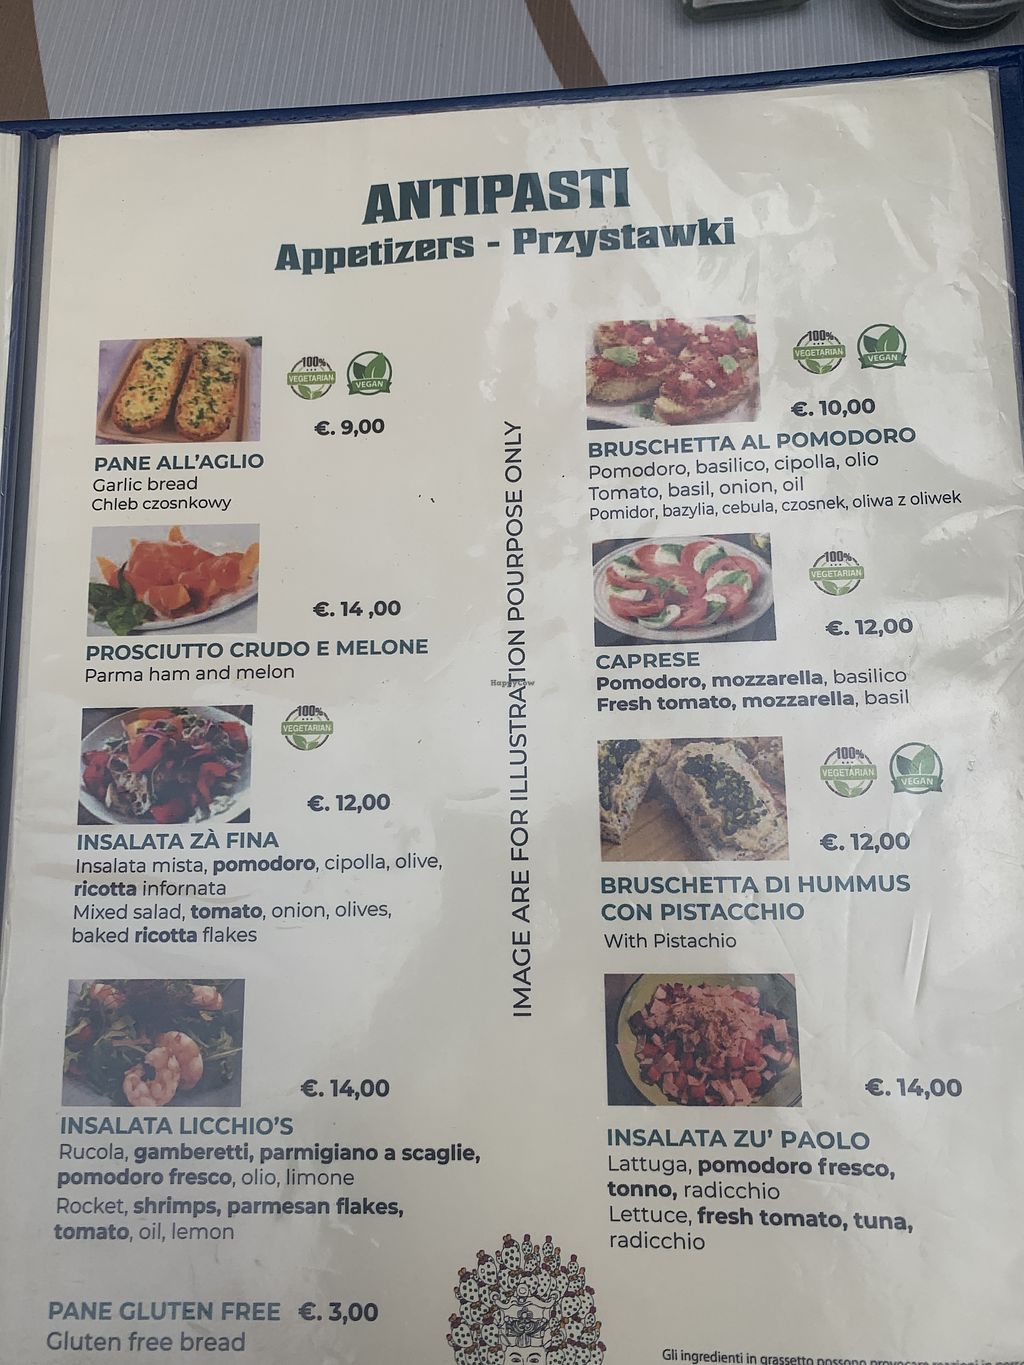 ANTIPASTI
Appetizers - Przystawki
100%
VEGETARIAN
VEGAN
€. 9,00
PANE ALL'AGLIO
Garlic bread
Chleb czosnkowy
€. 14 ,00
PROSCIUTTO CRUDO E MELONE
Parma ham and melon
100%
VEGETARIAN
€. 12,00
INSALATA ZÀ FINA
Insalata mista, pomodoro, cipolla, olive,
ricotta infornata
Mixed salad, tomato, onion, olives,
baked ricotta flakes
€. 14,00
INSALATA LICCHIO'S
Rucola, gamberetti, parmigiano a scaglie,
pomodoro fresco, olio, limone
Rocket, shrimps, parmesan flakes,
tomato, oil, lemon
PANE GLUTEN FREE €. 3,00
Gluten free bread
IMAGE ARE FOR ILLUSTRATION POURPOSE ONLY
HappyCow
100%
VEGETARIAN
VEGAN
€. 10,00
BRUSCHETTA AL POMODORO
Pomodoro, basilico, cipolla, olio
Tomato, basil, onion, oil
Pomidor, bazylia, cebula, czosnek, oliwa z oliwek
100%
VEGETARIAN
€. 12,00
CAPRESE
Pomodoro, mozzarella, basilico
Fresh tomato, mozzarella, basil
100%
VEGETARIAN
VEGAN
€. 12,00
BRUSCHETTA DI HUMMUS
CON PISTACCHIO
With Pistachio
€. 14,00
INSALATA ZU' PAOLO
Lattuga, pomodoro fresco,
tonno, radicchio
Lettuce, fresh tomato, tuna,
radicchio
Gli ingredienti in grassetto possono